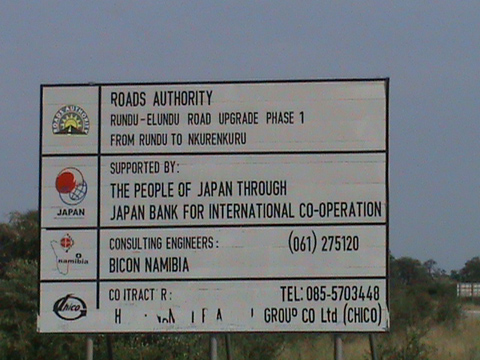 ROADS AUTHORITY
RUNDU-ELUNDU ROAD UPGRADE PHASE 1
FROM RUNDU TO NKURENKURU
SUPPORTED BY:
THE PEOPLE OF JAPAN THROUGH
JAPAN
JAPAN BANK FOR INTERNATIONAL CO-OPERATION
namibia
CONSULTING ENGINEERS: (061) 275120
BICON NAMIBIA
Chico
TEL: 085-5703448
GROUP CO LTD (CHICO)